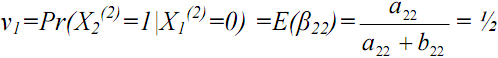 v₁=Pr(X₂⁽²⁾=1|X₁⁽²⁾=0) =E(β₂₂)= a₂₂ / (a₂₂ + b₂₂) = ½